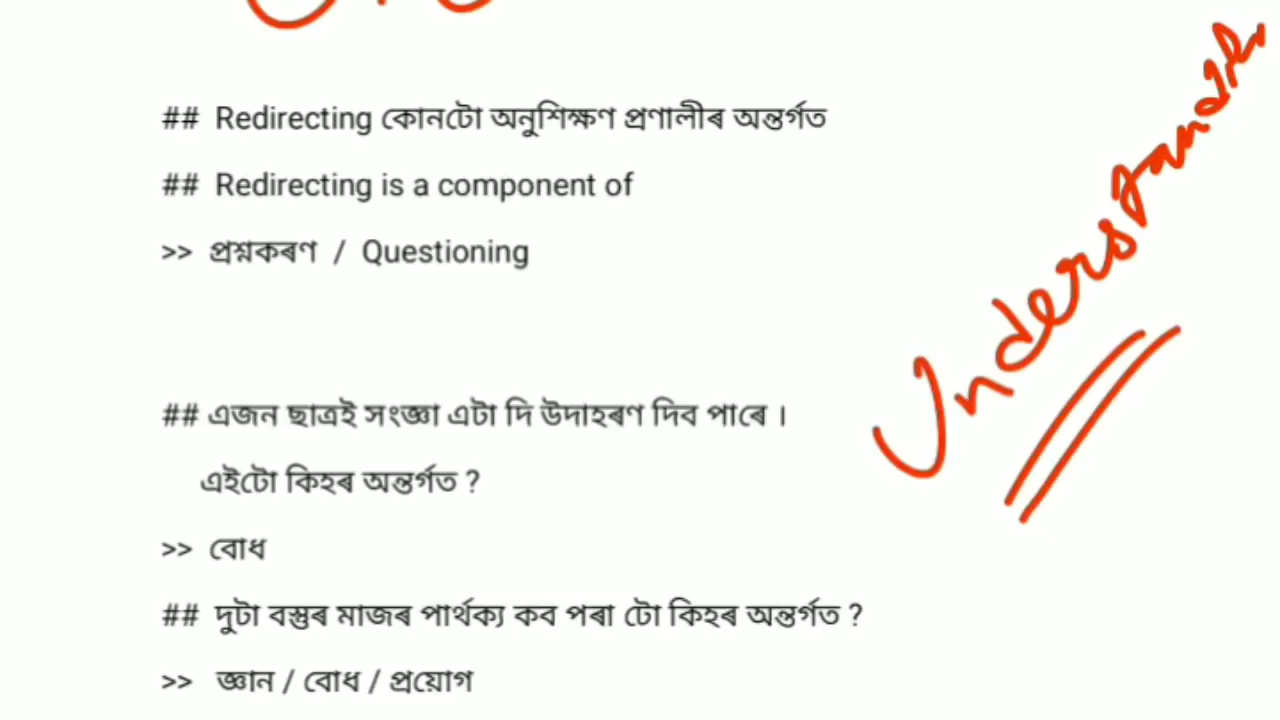 ## Redirecting কোনটো অনুশিক্ষণ প্ৰণালীৰ অন্তৰ্গত
## Redirecting is a component of
>> প্ৰশ্নকৰণ / Questioning
## এজন ছাত্ৰই সংজ্ঞা এটা দি উদাহৰণ দিব পাৰে ।
এইটো কিহৰ অন্তৰ্গত ?
>> বোধ
## দুটা বস্তুৰ মাজৰ পাৰ্থক্য কব পৰা টো কিহৰ অন্তৰ্গত ?
>> জ্ঞান / বোধ / প্ৰয়োগ